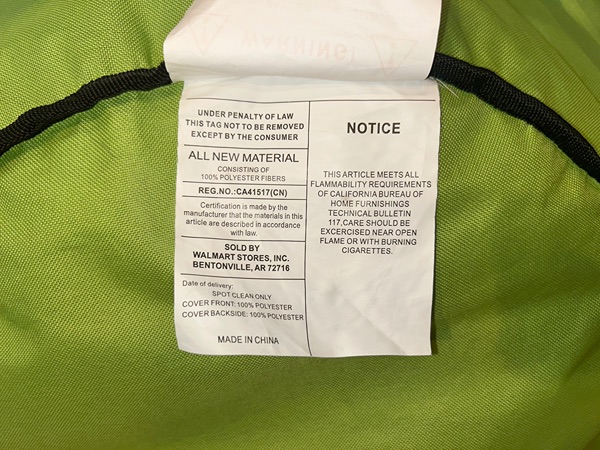 WARNING!
UNDER PENALTY OF LAW
THIS TAG NOT TO BE REMOVED
EXCEPT BY THE CONSUMER
ALL NEW MATERIAL
CONSISTING OF
100% POLYESTER FIBERS
REG.NO.:CA41517(CN)
Certification is made by the
manufacturer that the materials in this
article are described in accordance
with law.
SOLD BY
WALMART STORES, INC.
BENTONVILLE, AR 72716
Date of delivery:
SPOT CLEAN ONLY
COVER FRONT: 100% POLYESTER
COVER BACKSIDE: 100% POLYESTER
MADE IN CHINA
NOTICE
THIS ARTICLE MEETS ALL
FLAMMABILITY REQUIREMENTS
OF CALIFORNIA BUREAU OF
HOME FURNISHINGS
TECHNICAL BULLETIN
117,CARE SHOULD BE
EXCERCISED NEAR OPEN
FLAME OR WITH BURNING
CIGARETTES.